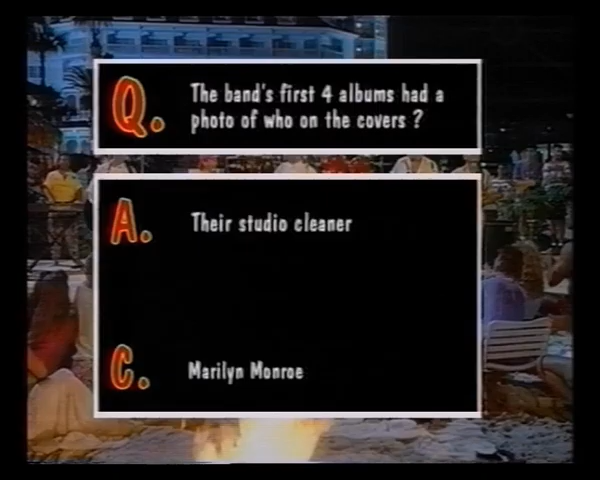 Q.
The band's first 4 albums had a
photo of who on the covers ?
A.
Their studio cleaner
C.
Marilyn Monroe